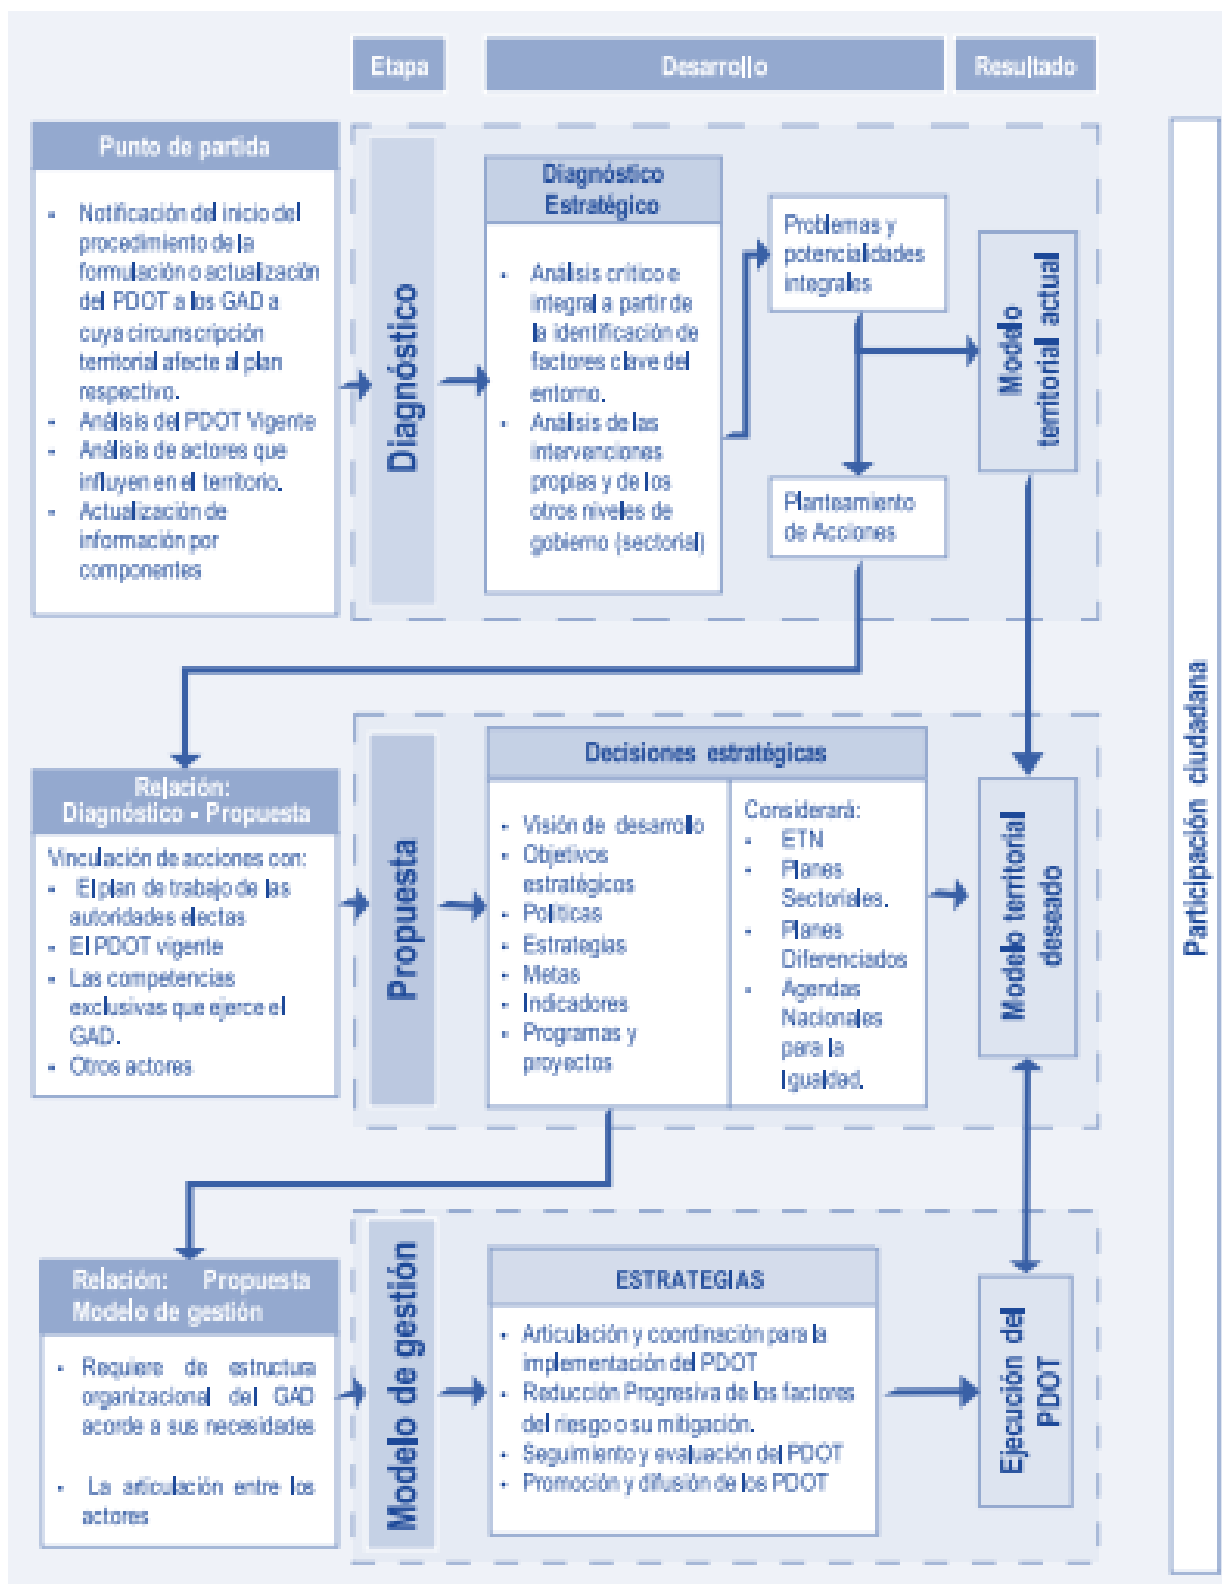 Etapa
Desarrollo
Resultado
Punto de partida
- Notificación del inicio del
procedimiento de la
formulación o actualización
del PDOT a los GAD a
cuya circunscripción
territorial afecte al plan
respectivo.
- Análisis del PDOT Vigente
- Análisis de actores que
influyen en el territorio.
- Actualización de
información por
componentes
Diagnóstico
Diagnóstico
Estratégico
- Análisis crítico e
integral a partir de
la identificación de
factores clave del
entorno.
- Análisis de las
intervenciones
propias y de los
otros niveles de
gobierno (sectorial)
Problemas y
potencialidades
integrales
Planteamiento
de Acciones
Modelo
territorial actual
Relación:
Diagnóstico - Propuesta
Vinculación de acciones con:
- El plan de trabajo de las
autoridades electas
- El PDOT vigente
- Las competencias
exclusivas que ejerce el
GAD.
- Otros actores
Propuesta
Decisiones estratégicas
- Visión de desarrollo
- Objetivos
estratégicos
- Políticas
- Estrategias
- Metas
- Indicadores
- Programas y
proyectos
Considerará:
- ETN
- Planes
Sectoriales.
- Planes
Diferenciados
- Agendas
Nacionales
para la
Igualdad.
Modelo territorial
deseado
Relación: Propuesta
Modelo de gestión
- Requiere de estructura
organizacional del GAD
acorde a sus necesidades
- La articulación entre los
actores
Modelo de gestión
ESTRATEGIAS
- Articulación y coordinación para la
implementación del PDOT
- Reducción Progresiva de los factores
del riesgo o su mitigación.
- Seguimiento y evaluación del PDOT
- Promoción y difusión de los PDOT
Ejecución del
PDOT
Participación ciudadana